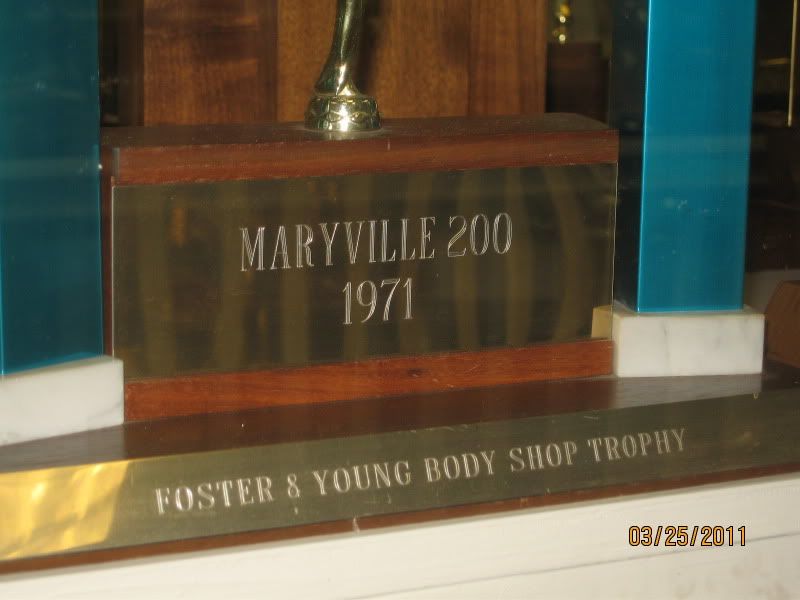 MARYVILLE 200
1971
FOSTER & YOUNG BODY SHOP TROPHY
03/25/2011